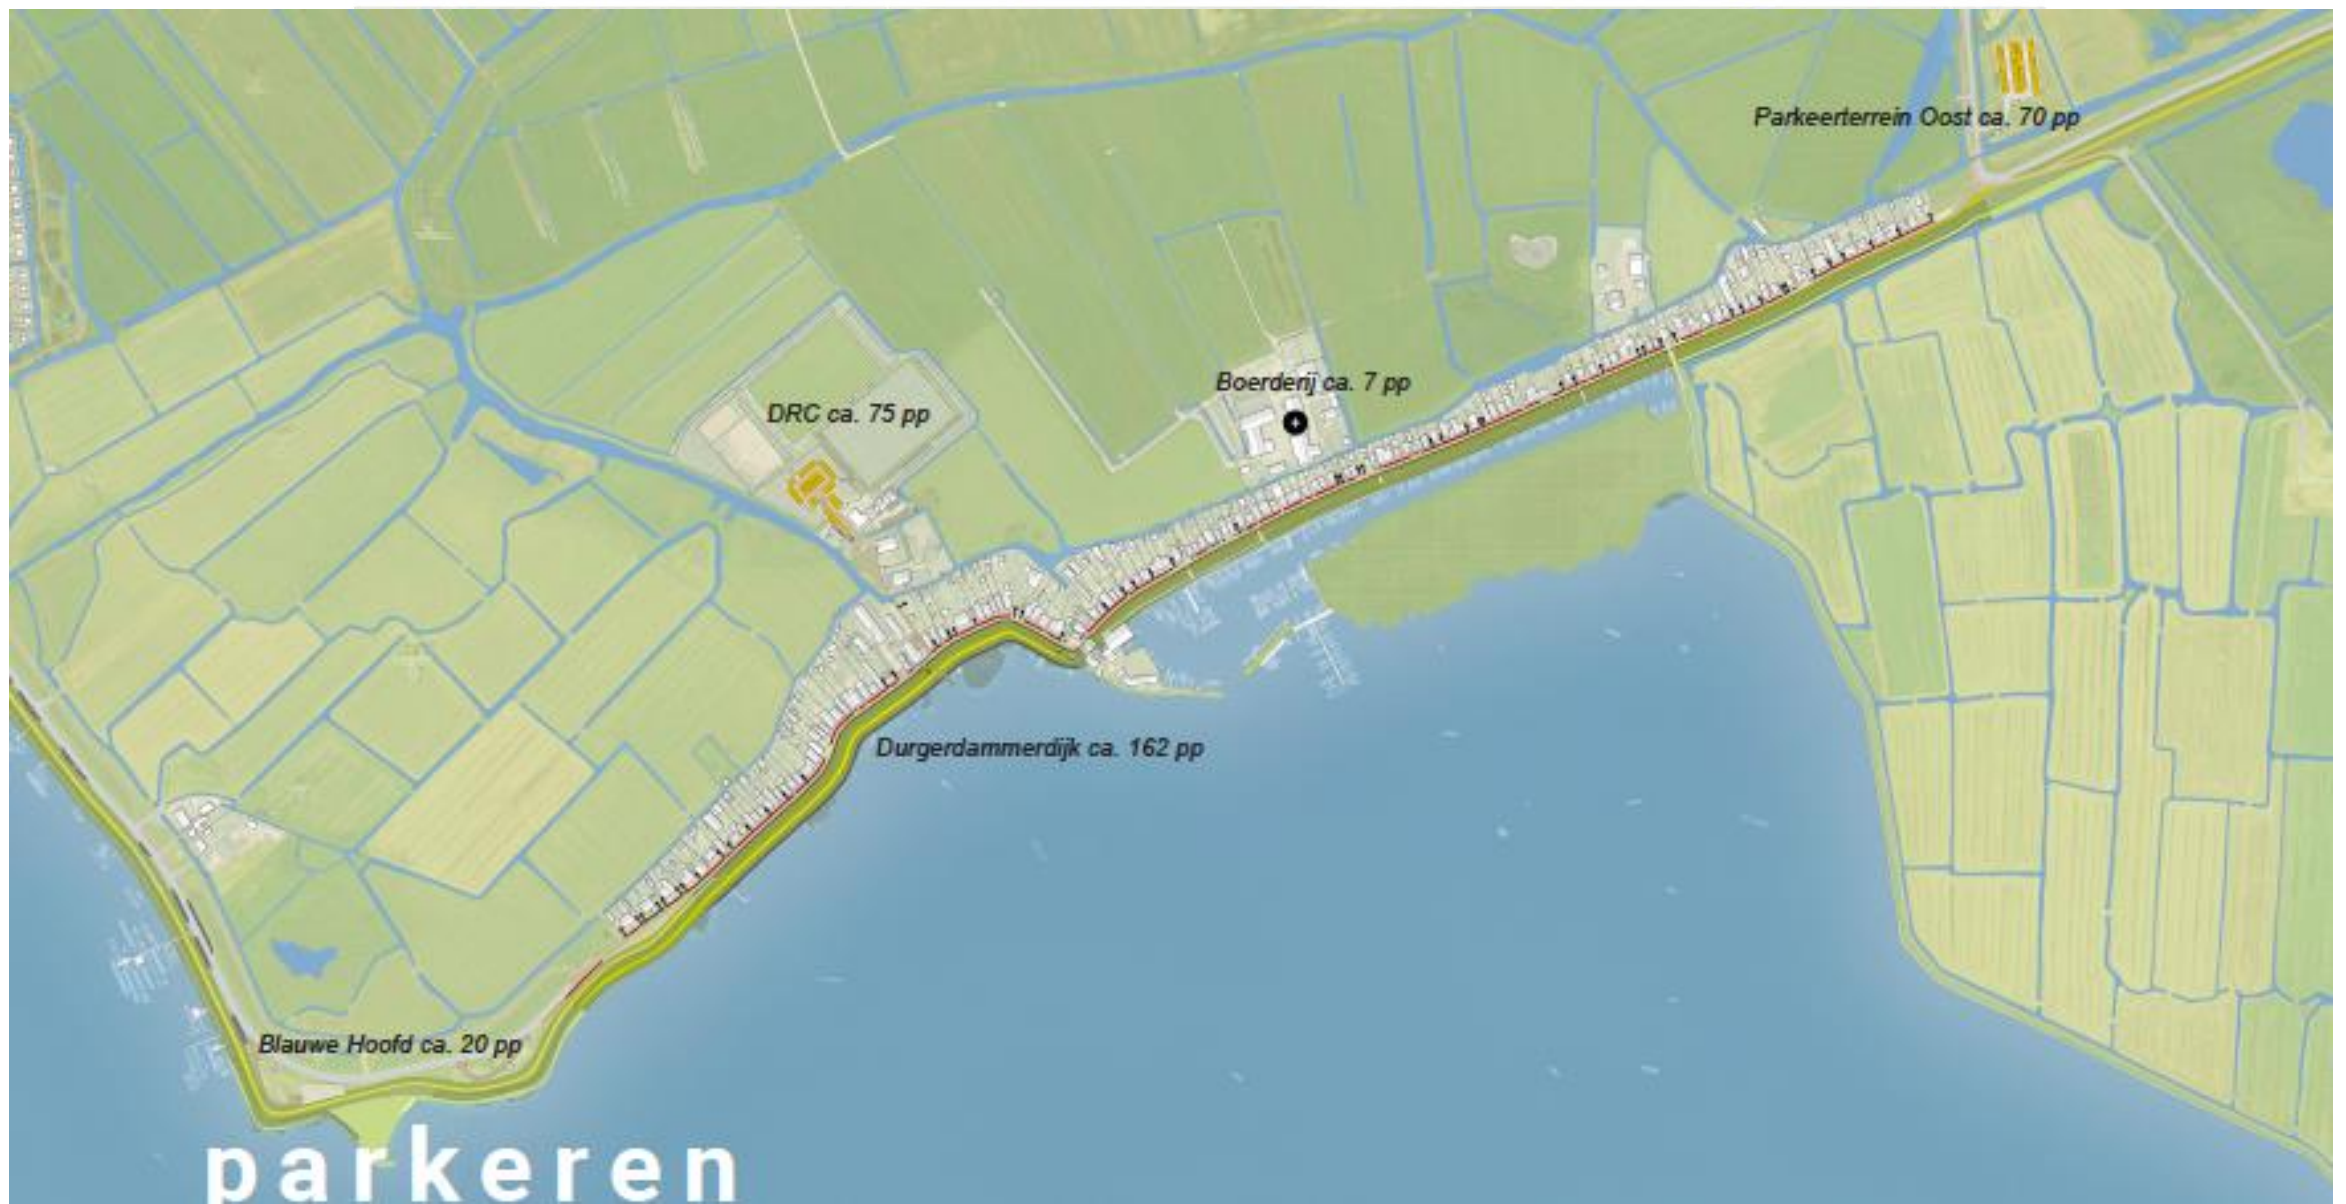 Parkeerterrein Oost ca. 70 pp
Boerderij ca. 7 pp
DRC ca. 75 pp
Durgerdammerdijk ca. 162 pp
Blauwe Hoofd ca. 20 pp
parkeren